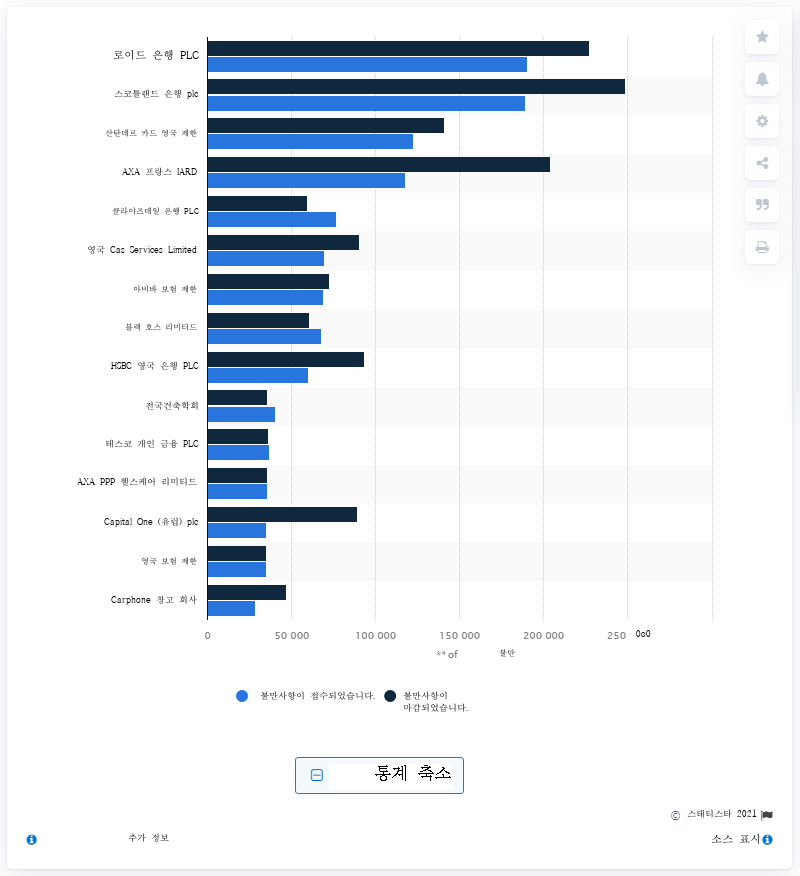 로이드 은행 PLC
스코틀랜드 은행 plc
산탄데르 카드 영국 제한
AXA 프랑스 IARD
클라이즈데일 은행 PLC
영국 Gas Services Limited
아비바 보험 제한
블랙 호스 리미티드
HSBC 영국 은행 PLC
전국건축학회
테스코 개인 금융 PLC
AXA PPP 헬스케어 리미티드
Capital One (유럽) plc
영국 보험 제한
Carphone 창고 회사
0 50 000 100 000 150 000 200 000 250 0o0
of 불만
불만사항이 접수되었습니다. 불만사항이
마감되었습니다.
통계 축소
© 스태티스타 2021
추가 정보 소스 표시